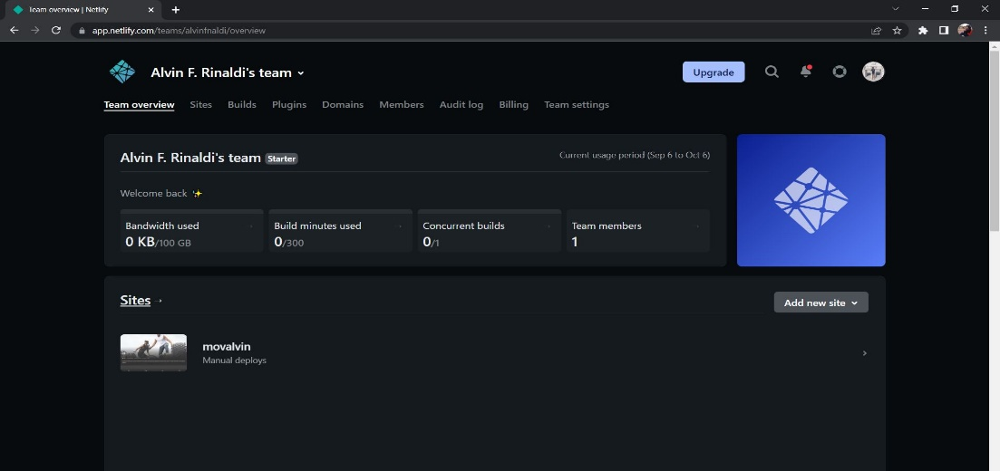 Team overview | Netlify
app.netlify.com/teams/alvinfnaldi/overview
Alvin F. Rinaldi's team
Upgrade
Team overview Sites Builds Plugins Domains Members Audit log Billing Team settings
Alvin F. Rinaldi's team Starter
Current usage period (Sep 6 to Oct 6)
Welcome back ✨
Bandwidth used Build minutes used Concurrent builds Team members
0 KB/100 GB 0/300 0/1 1
Sites →
Add new site
movalvin
Manual deploys